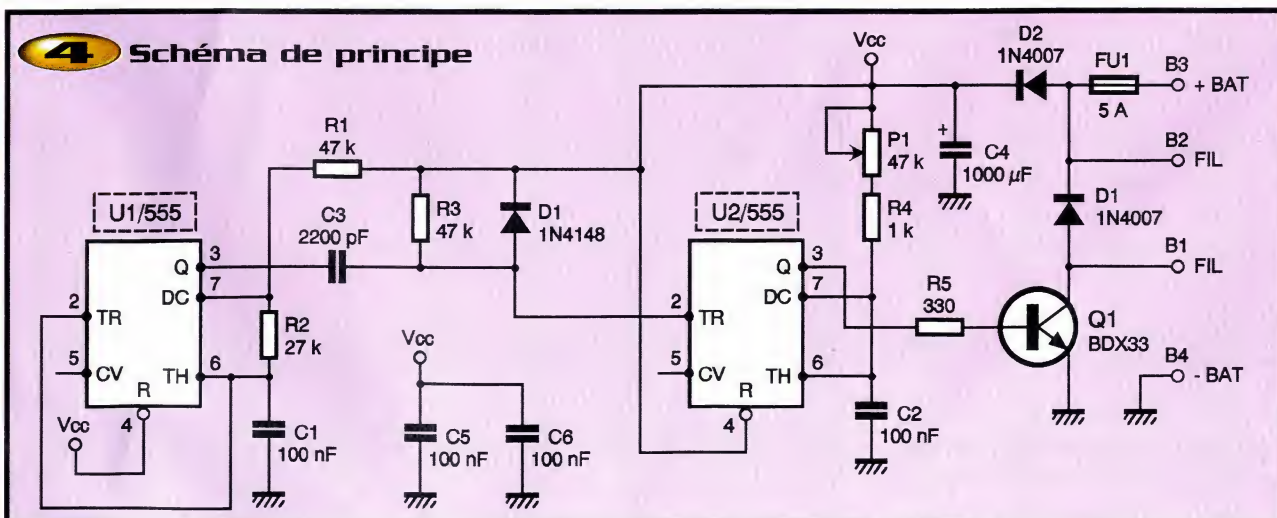 4 Schéma de principe
R1
47 k
U1/555
C3
2200 pF
R3
47 k
D1
1N4148
3
Q
7
DC
2
TR
R2
27 k
5
CV
6
TH
R
4
Vcc
C1
100 nF
Vcc
C5
100 nF
C6
100 nF
U2/555
3
Q
7
DC
2
TR
5
CV
6
TH
R
4
Vcc
P1
47 k
R4
1 k
C2
100 nF
+
C4
1000 µF
D2
1N4007
FU1
5 A
B3
+ BAT
B2
FIL
D1
1N4007
B1
FIL
R5
330
Q1
BDX33
B4
- BAT